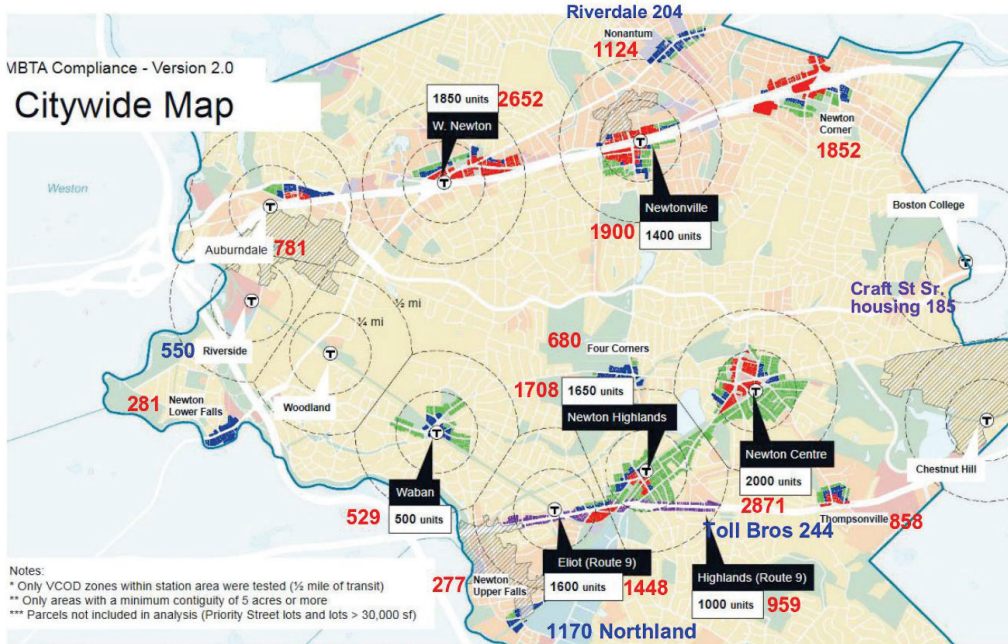 Riverdale 204
Nonantum
1124
MBTA Compliance - Version 2.0
Citywide Map
1850 units
2652
W. Newton
Newton
Corner
1852
Weston
Newtonville
1900
1400 units
Boston College
Auburndale
781
Craft St Sr.
housing 185
½ mi
¼ mi
550
Riverside
680
Four Corners
1708
1650 units
Newton Highlands
281
Newton
Lower Falls
Woodland
Newton Centre
2000 units
2871
Chestnut Hill
Waban
529
500 units
Toll Bros 244
Thompsonville
858
Eliot (Route 9)
1600 units
1448
Highlands (Route 9)
1000 units
959
277
Newton
Upper Falls
1170 Northland
Notes:
* Only VCOD zones within station area were tested (½ mile of transit)
** Only areas with a minimum contiguity of 5 acres or more
*** Parcels not included in analysis (Priority Street lots and lots > 30,000 sf)
T
T
T
T
T
T
T
T
T
T
T